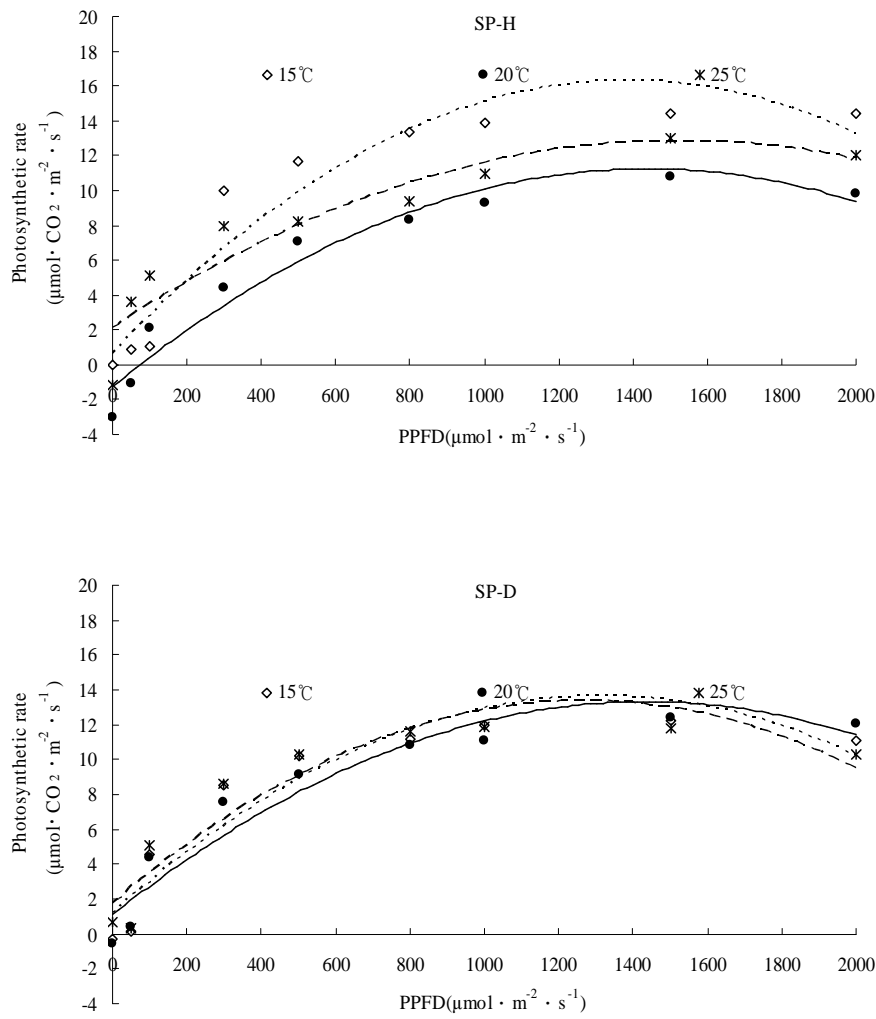 SP-H
15℃ 20℃ 25℃
Photosynthetic rate
(μmol・CO₂・m⁻²・s⁻¹)
20
18
16
14
12
10
8
6
4
2
0
-2
-4
0 200 400 600 800 1000 1200 1400 1600 1800 2000
PPFD(μmol・m⁻²・s⁻¹)
SP-D
15℃ 20℃ 25℃
Photosynthetic rate
(μmol・CO₂・m⁻²・s⁻¹)
20
18
16
14
12
10
8
6
4
2
0
-2
-4
0 200 400 600 800 1000 1200 1400 1600 1800 2000
PPFD(μmol・m⁻²・s⁻¹)